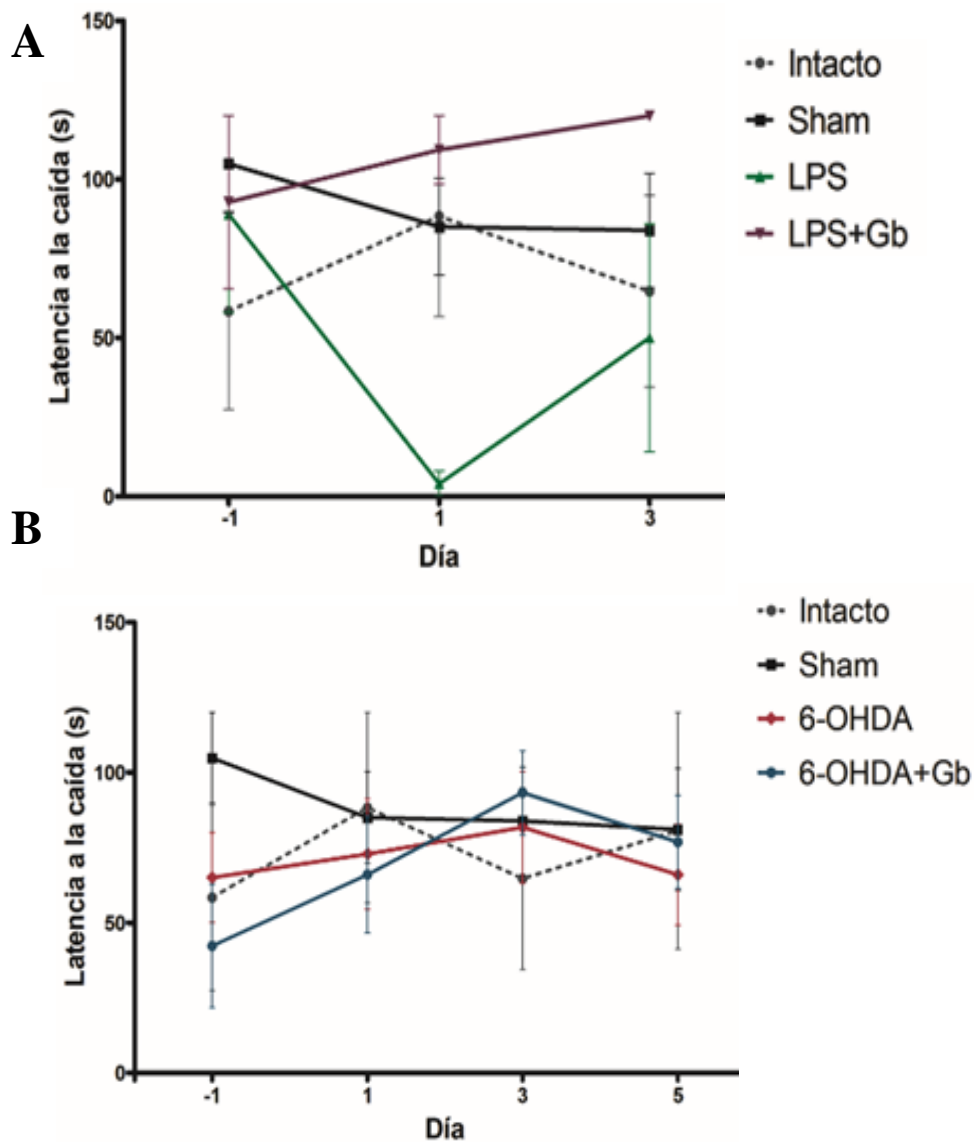 A
150
100
50
0
Latencia a la caída (s)
-1 1 3
Día
Intacto
Sham
LPS
LPS+Gb
B
150
100
50
0
Latencia a la caída (s)
-1 1 3 5
Día
Intacto
Sham
6-OHDA
6-OHDA+Gb